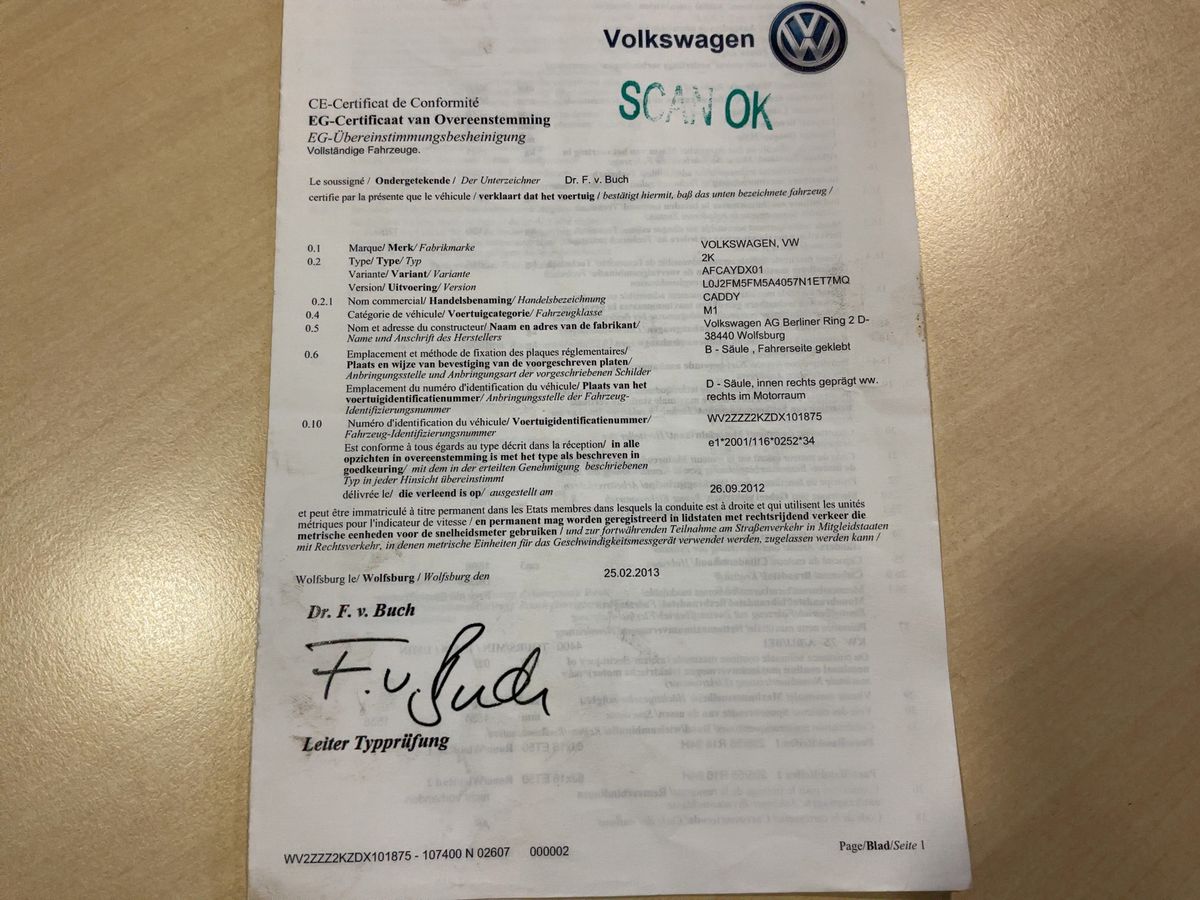 Volkswagen
SCAN OK
CE-Certificat de Conformité
EG-Certificaat van Overeenstemming
EG-Übereinstimmungsbesheinigung
Vollständige Fahrzeuge.
Le soussigné / Ondergetekende / Der Unterzeichner Dr. F. v. Buch
certifie par la présente que le véhicule / verklaart dat het voertuig / bestätigt hiermit, baß das unten bezeichnete fahrzeug /
0.1 Marque/ Merk/ Fabrikmarke VOLKSWAGEN, VW
0.2 Type/ Type/ Typ 2K
Variante/ Variant/ Variante AFCAYDX01
Version/ Uitvoering/ Version L0J2FM5FM5A4057N1ET7MQ
0.2.1 Nom commercial/ Handelsbenaming/ Handelsbezeichnung CADDY
0.4 Catégorie de véhicule/ Voertuigcategorie/ Fahrzeugklasse M1
0.5 Nom et adresse du constructeur/ Naam en adres van de fabrikant/ Volkswagen AG Berliner Ring 2 D-
Name und Anschrift des Herstellers 38440 Wolfsburg
0.6 Emplacement et méthode de fixation des plaques réglementaires/ B - Säule , Fahrerseite geklebt
Plaats en wijze van bevestiging van de voorgeschreven platen/
Anbringungsstelle und Anbringungsart der vorgeschriebenen Schilder
Emplacement du numéro d'identification du véhicule/ Plaats van het D - Säule, innen rechts geprägt ww.
voertuigidentificatienummer/ Anbringungsstelle der Fahrzeug- rechts im Motorraum
Identifizierungsnummer
0.10 Numéro d'identification du véhicule/ Voertuigidentificatienummer/ WV2ZZZ2KZDX101875
Fahrzeug-Identifizierungsnummer
Est conforme à tous égards au type décrit dans la réception/ in alle e1*2001/116*0252*34
opzichten in overeenstemming is met het type als beschreven in
goedkeuring/ mit dem in der erteilten Genehmigung beschriebenen
Typ in jeder Hinsicht übereinstimmt
délivrée le/ die verleend is op/ ausgestellt am 26.09.2012
et peut être immatriculé à titre permanent dans les Etats membres dans lesquels la conduite est à droite et qui utilisent les unités
métriques pour l'indicateur de vitesse / en permanent mag worden geregistreerd in lidstaten met rechtsrijdend verkeer die
metrische eenheden voor de snelheidsmeter gebruiken / und zur fortwährenden Teilnahme am Straßenverkehr in Mitgleidstaaten
mit Rechtsverkehr, in denen metrische Einheiten für das Geschwindigkeitsmessgerät verwendet werden, zugelassen werden kann /
Wolfsburg le/ Wolfsburg / Wolfsburg den 25.02.2013
Dr. F. v. Buch
F. v. Buch
Leiter Typprüfung
WV2ZZZ2KZDX101875 - 107400 N 02607 000002
Page/Blad/Seite 1